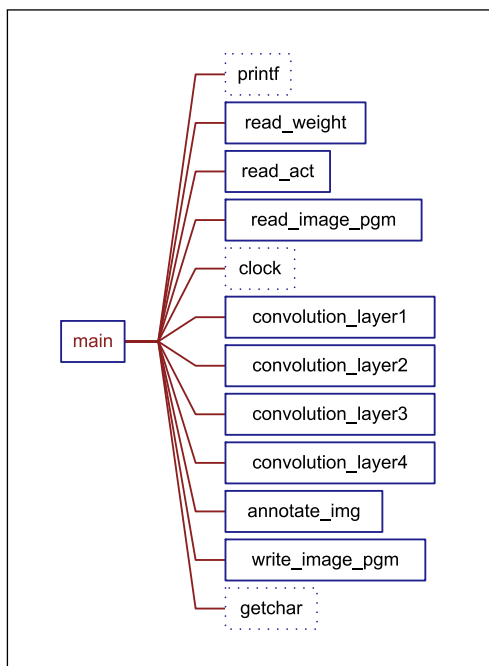 printf
read_weight
read_act
read_image_pgm
clock
main
convolution_layer1
convolution_layer2
convolution_layer3
convolution_layer4
annotate_img
write_image_pgm
getchar